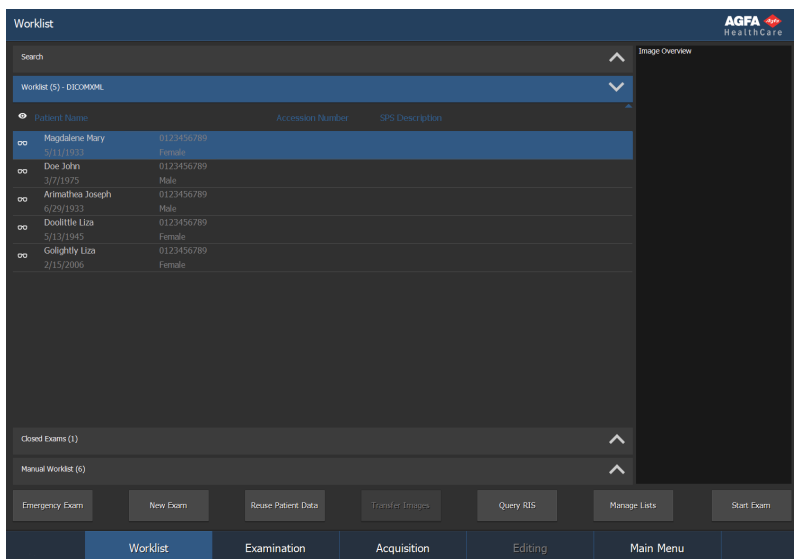 Worklist
AGFA Agfa
HealthCare
Search
Image Overview
Worklist (5) - DICOMXML
Patient Name Accession Number SPS Description
Magdalene Mary 0123456789
5/11/1933 Female
Doe John 0123456789
3/7/1975 Male
Arimathea Joseph 0123456789
6/29/1933 Male
Doolittle Liza 0123456789
5/13/1945 Female
Golightly Liza 0123456789
2/15/2006 Female
Closed Exams (1)
Manual Worklist (6)
Emergency Exam New Exam Reuse Patient Data Transfer Images Query RIS Manage Lists Start Exam
Worklist Examination Acquisition Editing Main Menu